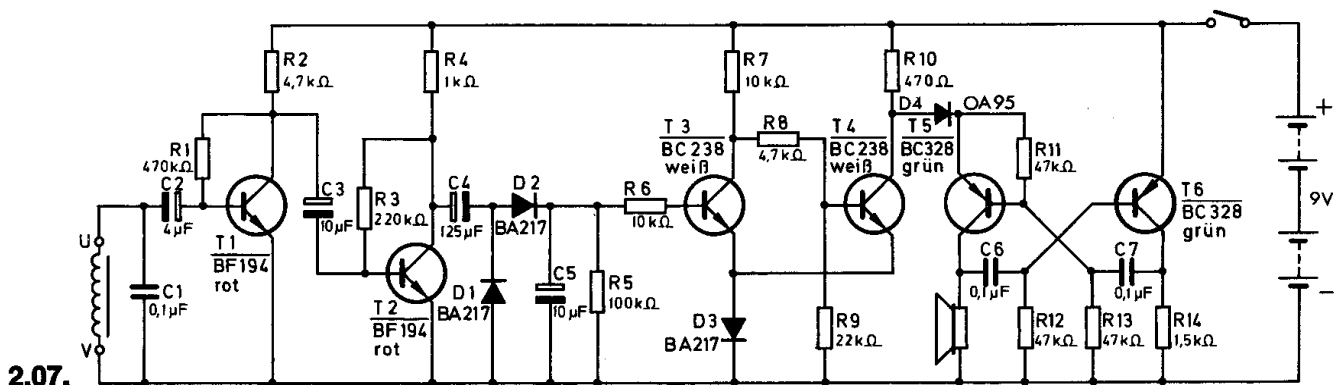 R2
4,7kΩ
R4
1kΩ
R7
10kΩ
R10
470Ω
D4
OA95
+
R1
470kΩ
C2
4µF
T1
BF194
rot
C3
10µF
R3
220kΩ
C4
125µF
D2
BA217
R6
10kΩ
T3
BC238
weiß
R8
4,7kΩ
T4
BC238
weiß
T5
BC328
grün
R11
47kΩ
T6
BC328
grün
9V
U
V
C1
0,1µF
T2
BF194
rot
D1
BA217
C5
10µF
R5
100kΩ
D3
BA217
R9
22kΩ
C6
0,1µF
C7
0,1µF
R12
47kΩ
R13
47kΩ
R14
1,5kΩ
−
2.07.